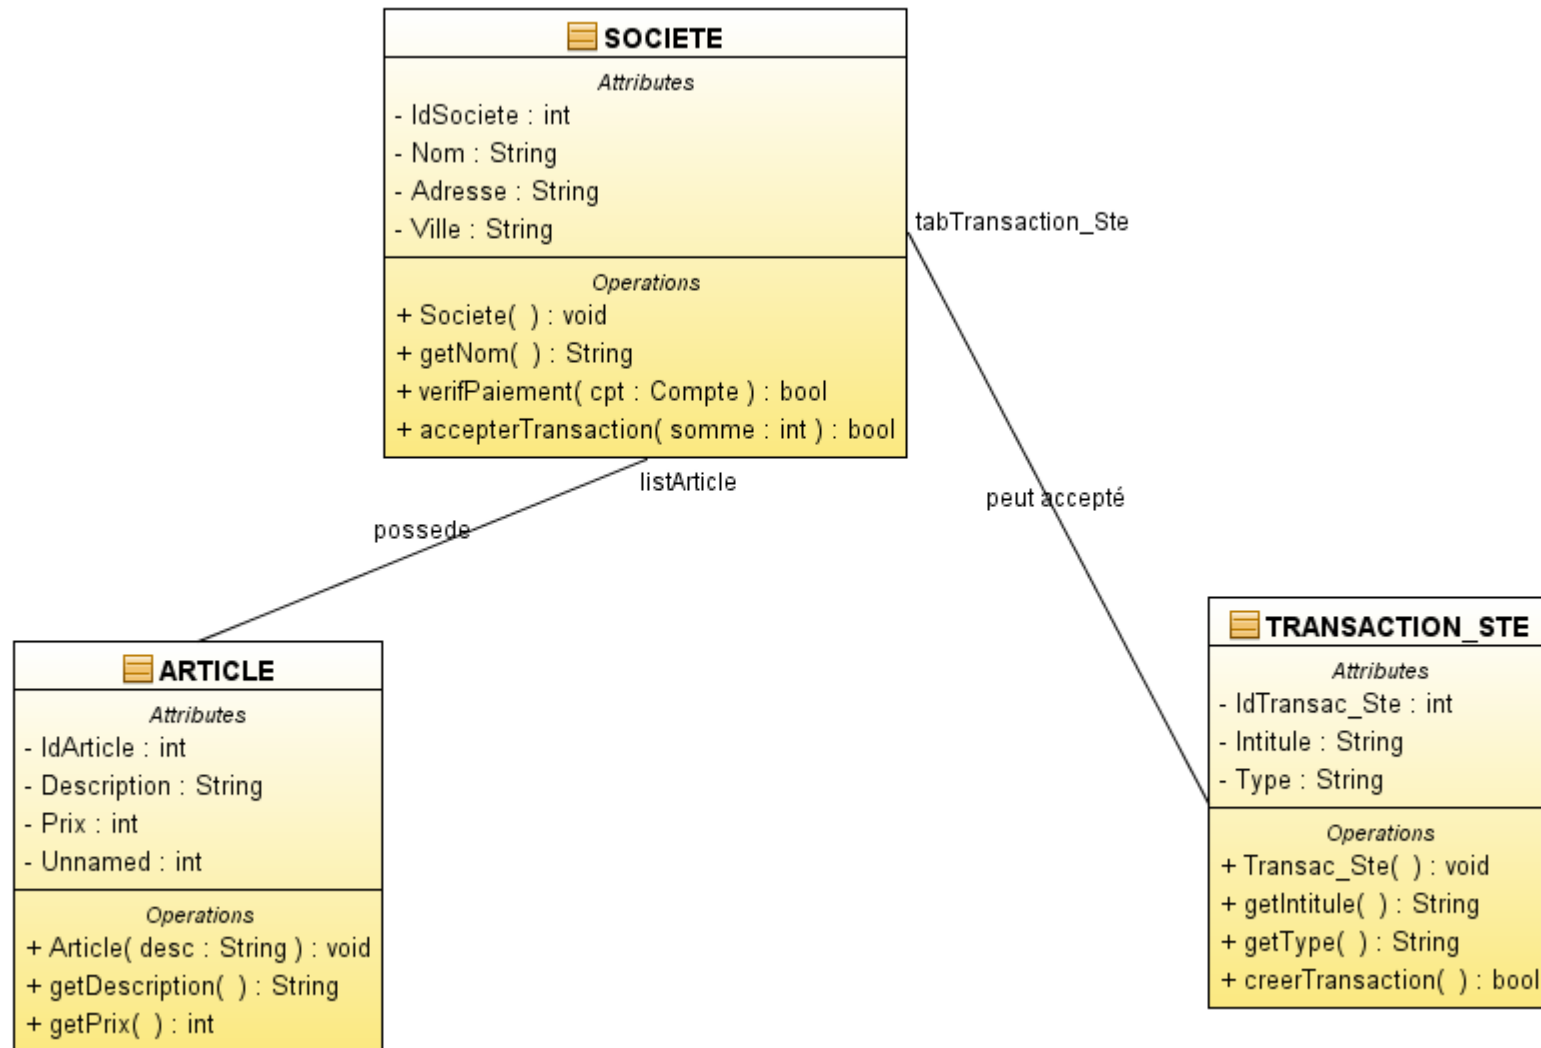 SOCIETE
Attributes
- IdSociete : int
- Nom : String
- Adresse : String
- Ville : String
Operations
+ Societe( ) : void
+ getNom( ) : String
+ verifPaiement( cpt : Compte ) : bool
+ accepterTransaction( somme : int ) : bool
tabTransaction_Ste
listArticle
peut accepté
possede
ARTICLE
Attributes
- IdArticle : int
- Description : String
- Prix : int
- Unnamed : int
Operations
+ Article( desc : String ) : void
+ getDescription( ) : String
+ getPrix( ) : int
TRANSACTION_STE
Attributes
- IdTransac_Ste : int
- Intitule : String
- Type : String
Operations
+ Transac_Ste( ) : void
+ getIntitule( ) : String
+ getType( ) : String
+ creerTransaction( ) : bool